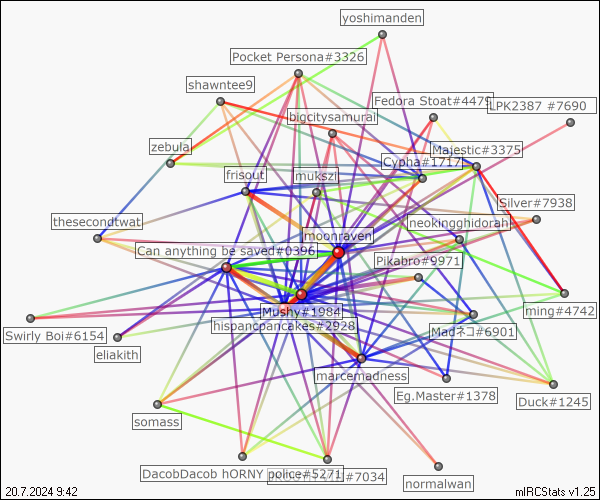 yoshimanden
Pocket Persona#3326
shawntee9
Fedora Stoat#4479
LPK2387 #7690
bigcitysamurai
zebula
Majestic#3375
Cypha#1717
frisout
mukszi
Silver#7938
thesecondtwat
neokinghidorah
moonraven
Can anything be saved#0396
Pikabro#9971
Mushy#1984
ming#4742
hispancpancakes#2928
Madネコ#6901
Swirly Boi#6154
eliakith
marcemadness
Eg.Master#1378
Duck#1245
somass
DacobDacob hORNY police#5271
#7034
normalwan
20.7.2024 9:42
mIRCStats v1.25